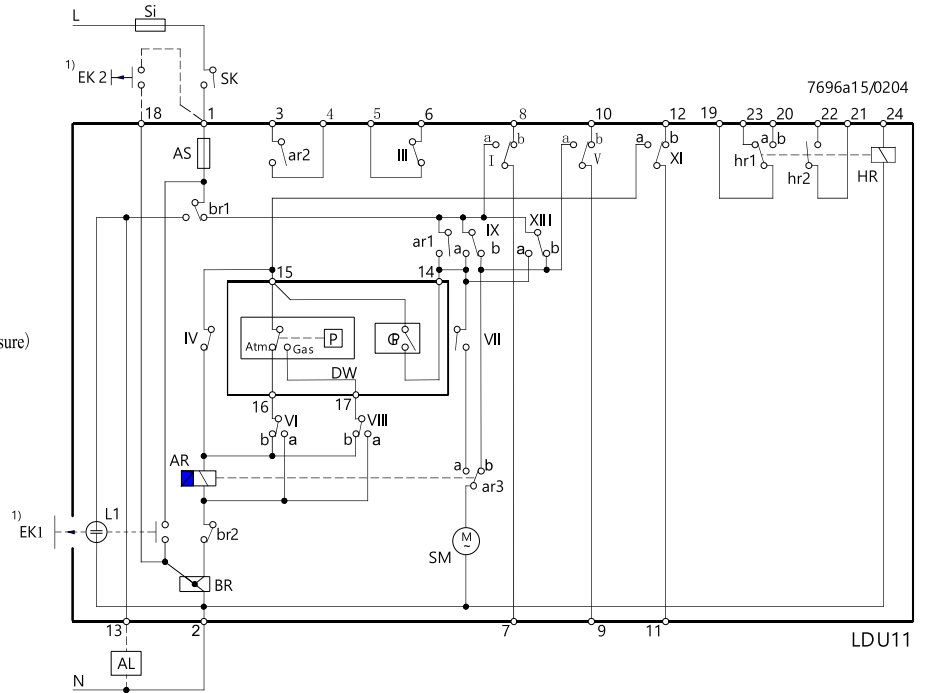 L Si
1) EK 2 SK
7696a15/0204
18 1 3 4 5 6 8 10 12 19 23 20 22 21 24
AS ar2 III a b I a b V a b XI a b hr1 hr2 HR
br1
ar1 IX a b XIII a b
15 14
sure)
IV Atm Gas P VII
DW
16 17
VI VIII
b a b a
AR a b ar3
1) EK1 L1 br2 SM M ~
BR
13 2 7 9 11
LDU11
AL
N